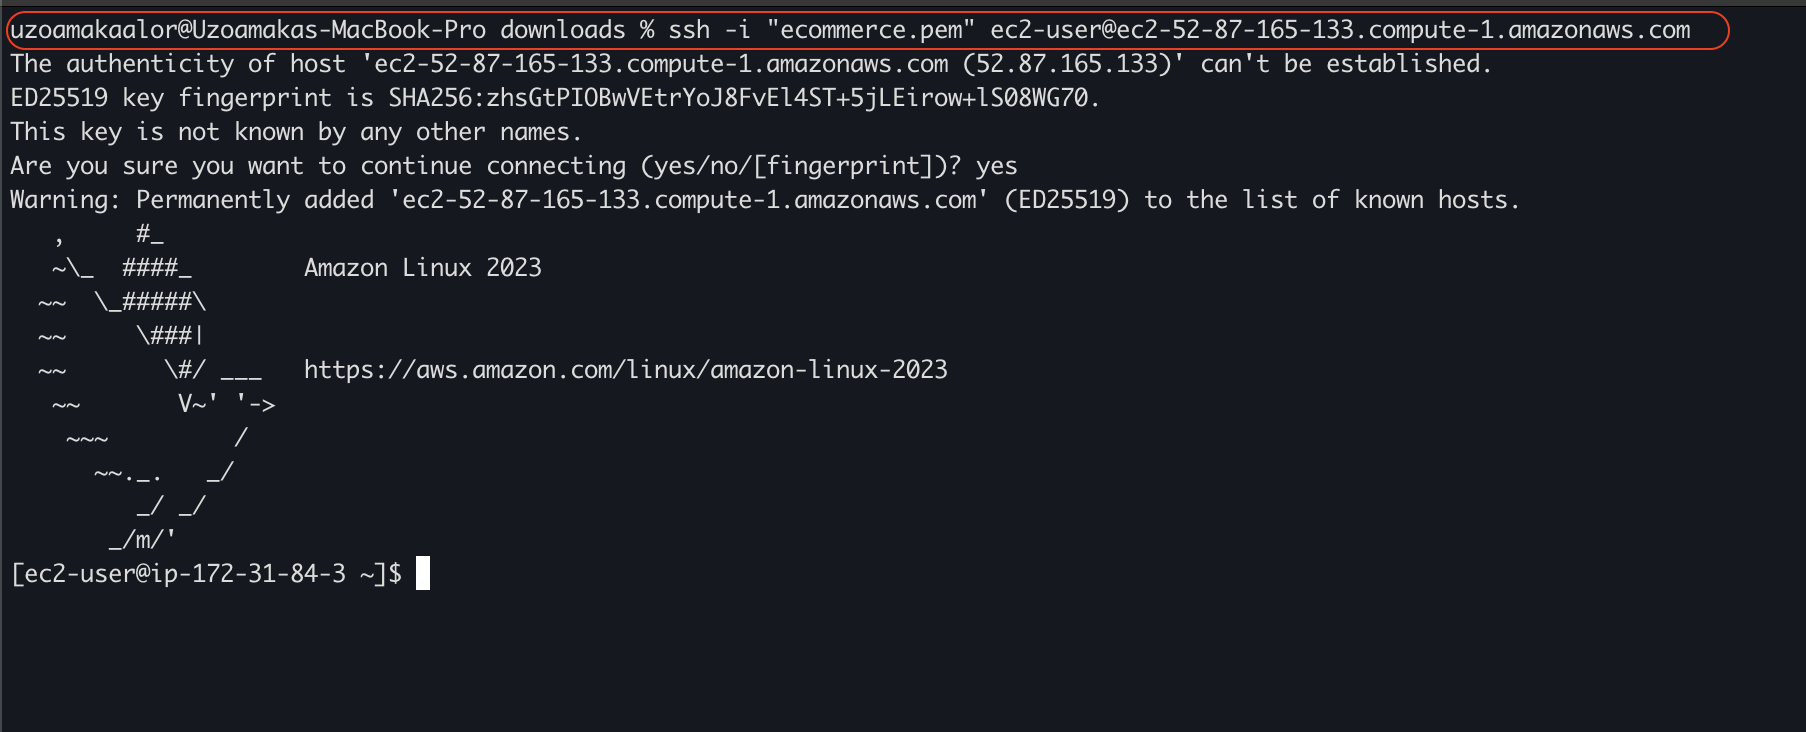 uzoamakaalor@Uzoamakas-MacBook-Pro downloads % ssh -i "ecommerce.pem" ec2-user@ec2-52-87-165-133.compute-1.amazonaws.com
The authenticity of host 'ec2-52-87-165-133.compute-1.amazonaws.com (52.87.165.133)' can't be established.
ED25519 key fingerprint is SHA256:zhsGtPIOBwVEtrYoJ8FvEl4ST+5jLEirow+lS08WG70.
This key is not known by any other names.
Are you sure you want to continue connecting (yes/no/[fingerprint])? yes
Warning: Permanently added 'ec2-52-87-165-133.compute-1.amazonaws.com' (ED25519) to the list of known hosts.
   ,     #_
   ~\_  ####_        Amazon Linux 2023
  ~~  \_#####\
  ~~     \###|
  ~~       \#/ ___   https://aws.amazon.com/linux/amazon-linux-2023
   ~~       V~' '->
    ~~~         /
      ~~._.   _/
         _/ _/
       _/m/'
[ec2-user@ip-172-31-84-3 ~]$